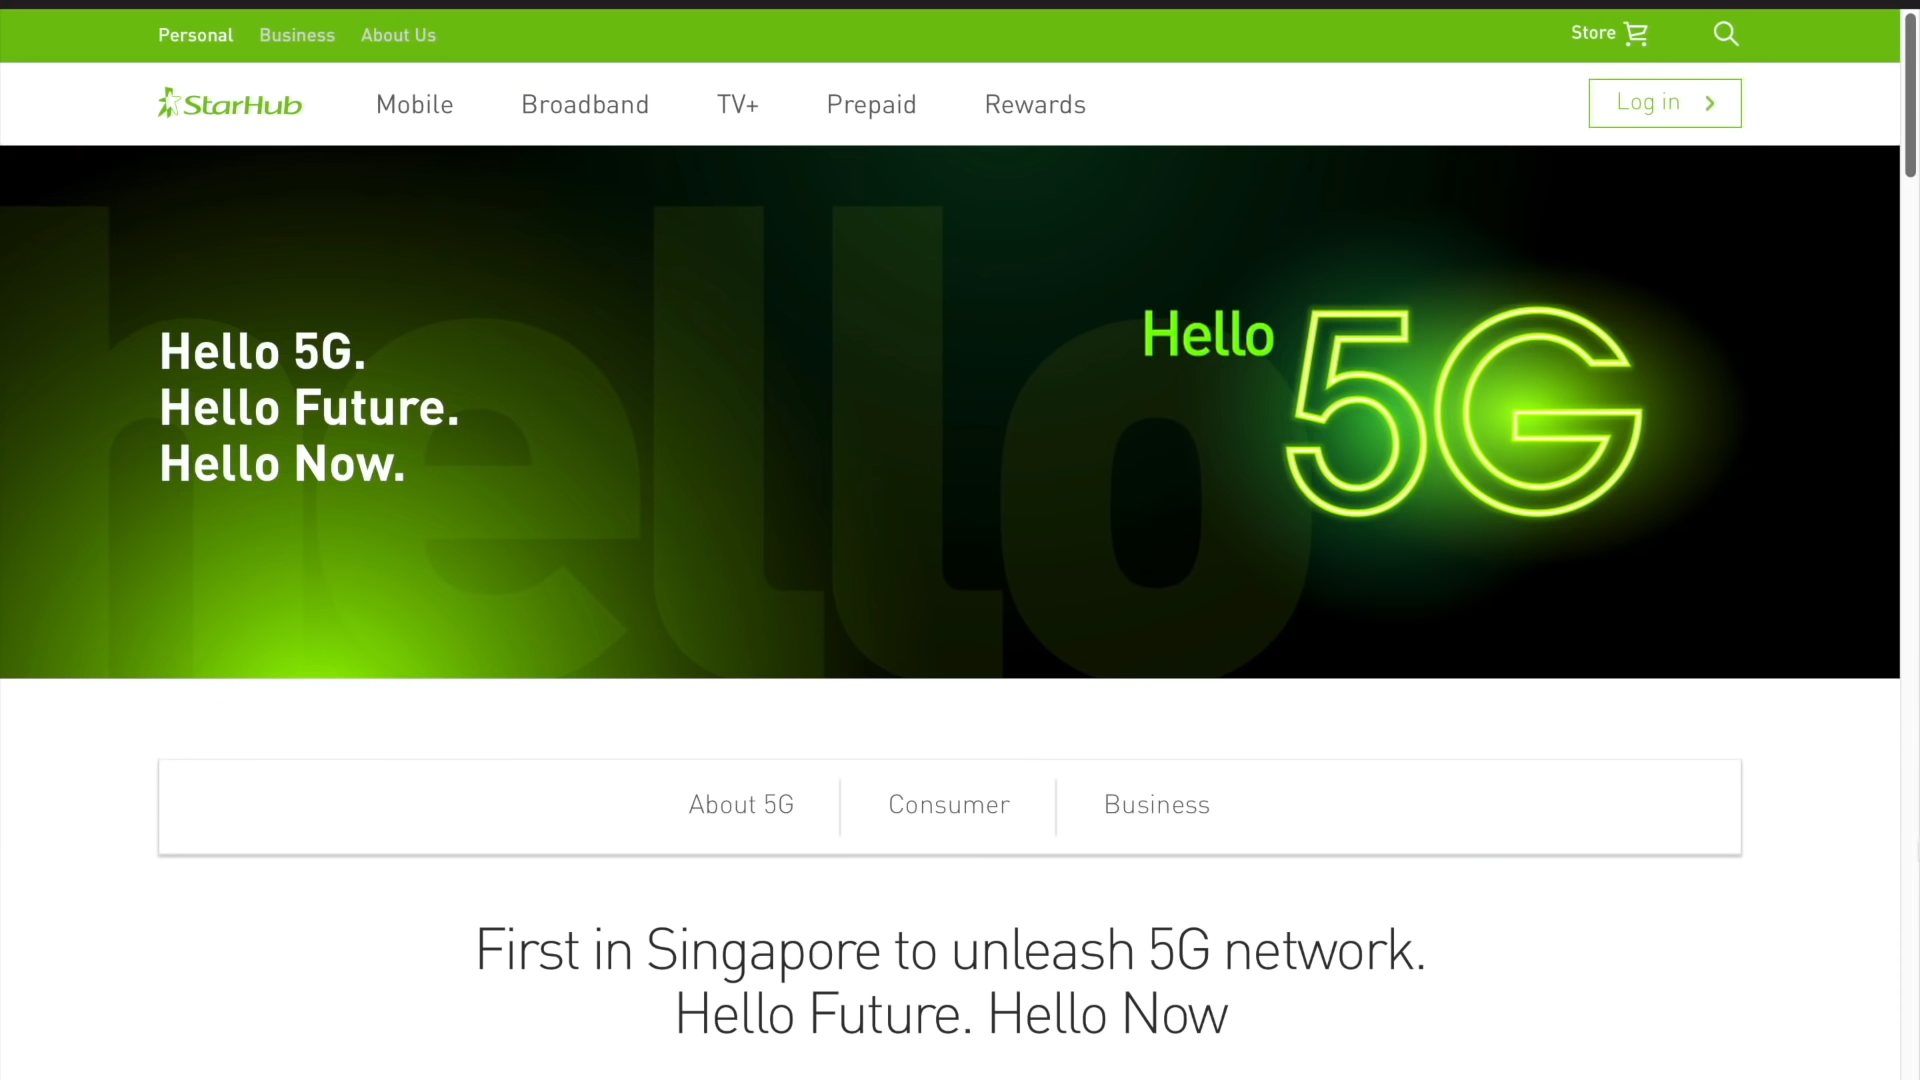 Personal Business About Us Store
StarHub Mobile Broadband TV+ Prepaid Rewards Log in
hello
Hello 5G.
Hello Future.
Hello Now.
Hello 5G
About 5G Consumer Business
First in Singapore to unleash 5G network.
Hello Future. Hello Now